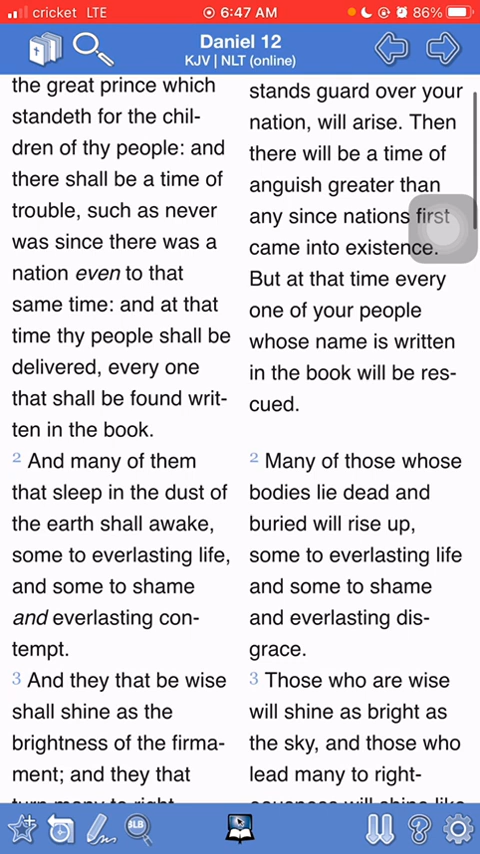 cricket LTE 6:47 AM 86%
Daniel 12
KJV | NLT (online)
the great prince which
standeth for the chil-
dren of thy people: and
there shall be a time of
trouble, such as never
was since there was a
nation even to that
same time: and at that
time thy people shall be
delivered, every one
that shall be found writ-
ten in the book.
2 And many of them
that sleep in the dust of
the earth shall awake,
some to everlasting life,
and some to shame
and everlasting con-
tempt.
3 And they that be wise
shall shine as the
brightness of the firma-
ment; and they that
turn many to right-
stands guard over your
nation, will arise. Then
there will be a time of
anguish greater than
any since nations first
came into existence.
But at that time every
one of your people
whose name is written
in the book will be res-
cued.
2 Many of those whose
bodies lie dead and
buried will rise up,
some to everlasting life
and some to shame
and everlasting dis-
grace.
3 Those who are wise
will shine as bright as
the sky, and those who
lead many to right-
eousness will shine like
BLB